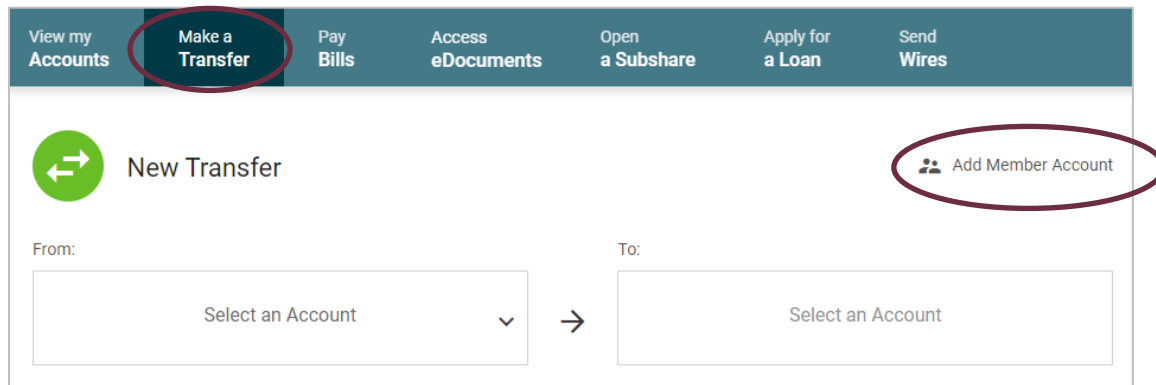 View my
Accounts
Make a
Transfer
Pay
Bills
Access
eDocuments
Open
a Subshare
Apply for
a Loan
Send
Wires
New Transfer
Add Member Account
From:
To:
Select an Account
Select an Account